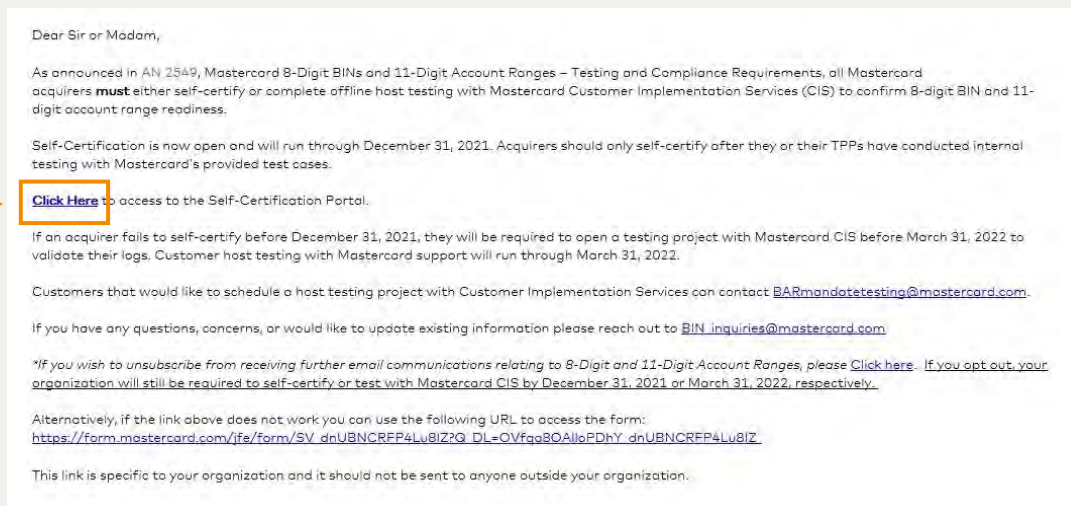 Dear Sir or Madam,
As announced in AN 2549, Mastercard 8-Digit BINs and 11-Digit Account Ranges – Testing and Compliance Requirements, all Mastercard
acquirers must either self-certify or complete offline host testing with Mastercard Customer Implementation Services (CIS) to confirm 8-digit BIN and 11-
digit account range readiness.
Self-Certification is now open and will run through December 31, 2021. Acquirers should only self-certify after they or their TPPs have conducted internal
testing with Mastercard's provided test cases.
Click Here to access to the Self-Certification Portal.
If an acquirer fails to self-certify before December 31, 2021, they will be required to open a testing project with Mastercard CIS before March 31, 2022 to
validate their logs. Customer host testing with Mastercard support will run through March 31, 2022.
Customers that would like to schedule a host testing project with Customer Implementation Services can contact BARmandatetesting@mastercard.com.
If you have any questions, concerns, or would like to update existing information please reach out to BIN_inquiries@mastercard.com
*If you wish to unsubscribe from receiving further email communications relating to 8-Digit and 11-Digit Account Ranges, please Click here. If you opt out, your
organization will still be required to self-certify or test with Mastercard CIS by December 31, 2021 or March 31, 2022, respectively.
Alternatively, if the link above does not work you can use the following URL to access the form:
https://form.mastercard.com/jfe/form/SV_dnUBNCRFP4Lu8IZ?Q_DL=OVfqa8OAlloPDhY_dnUBNCRFP4Lu8IZ
This link is specific to your organization and it should not be sent to anyone outside your organization.